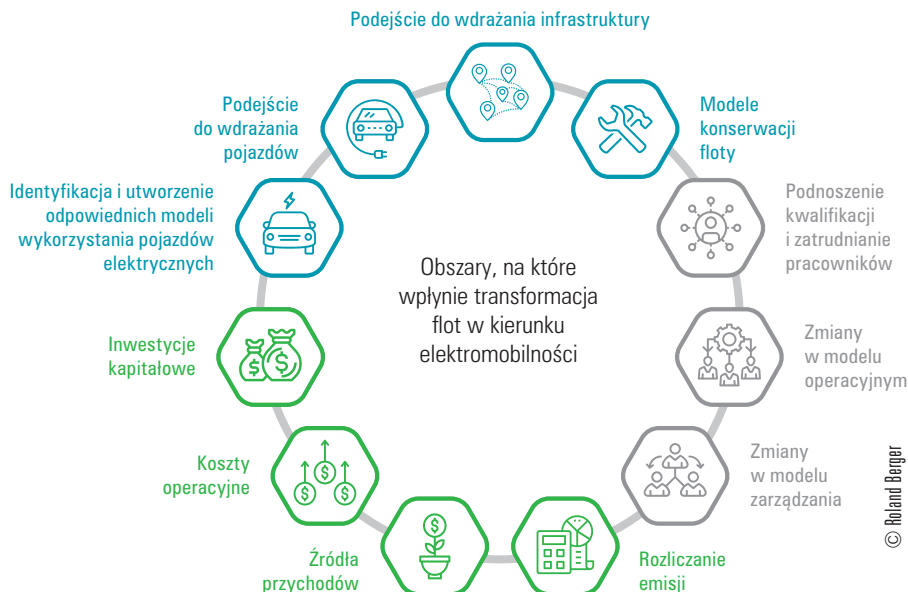 Podejście do wdrażania infrastruktury
Podejście
do wdrażania
pojazdów
Modele
konserwacji
floty
Identyfikacja i utworzenie
odpowiednich modeli
wykorzystania pojazdów
elektrycznych
Podnoszenie
kwalifikacji
i zatrudnianie
pracowników
Obszary, na które
wpłynie transformacja
flot w kierunku
elektromobilności
Inwestycje
kapitałowe
Zmiany
w modelu
operacyjnym
Koszty
operacyjne
Zmiany
w modelu
zarządzania
Źródła
przychodów
Rozliczanie
emisji
© Roland Berger